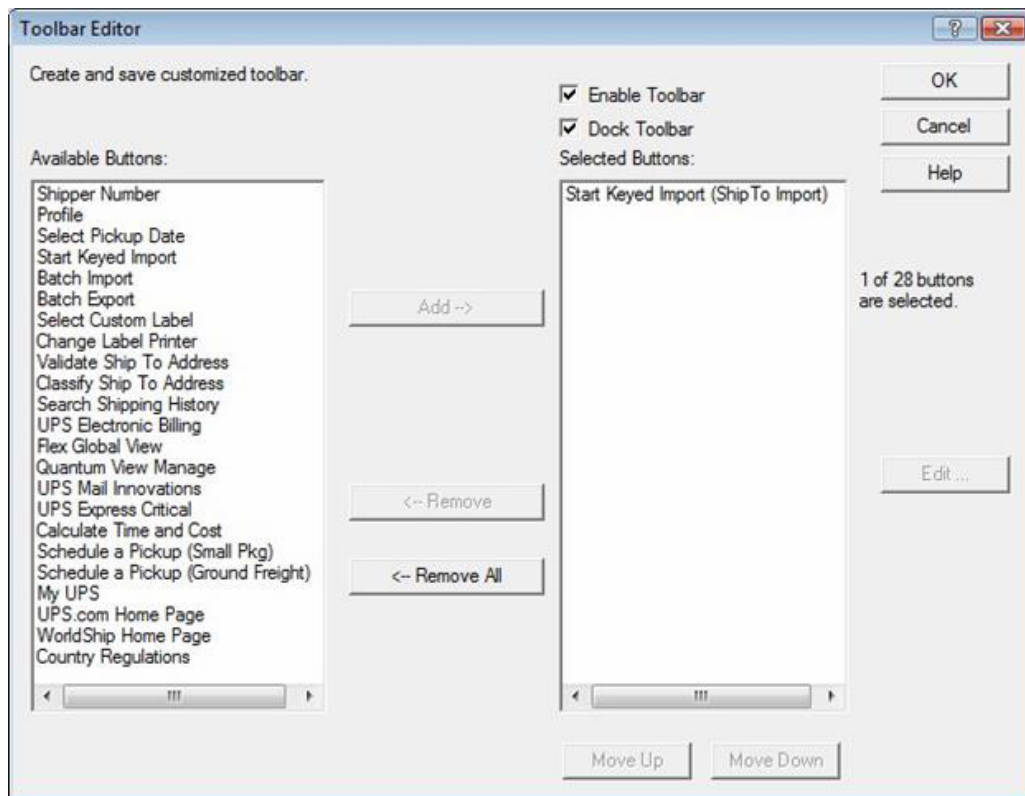 Toolbar Editor
Create and save customized toolbar.
Enable Toolbar
Dock Toolbar
OK
Cancel
Help
Available Buttons:
Shipper Number
Profile
Select Pickup Date
Start Keyed Import
Batch Import
Batch Export
Select Custom Label
Change Label Printer
Validate Ship To Address
Classify Ship To Address
Search Shipping History
UPS Electronic Billing
Flex Global View
Quantum View Manage
UPS Mail Innovations
UPS Express Critical
Calculate Time and Cost
Schedule a Pickup (Small Pkg)
Schedule a Pickup (Ground Freight)
My UPS
UPS.com Home Page
WorldShip Home Page
Country Regulations
Add -->
<-- Remove
<-- Remove All
Selected Buttons:
Start Keyed Import (ShipTo Import)
1 of 28 buttons
are selected.
Edit ...
Move Up
Move Down